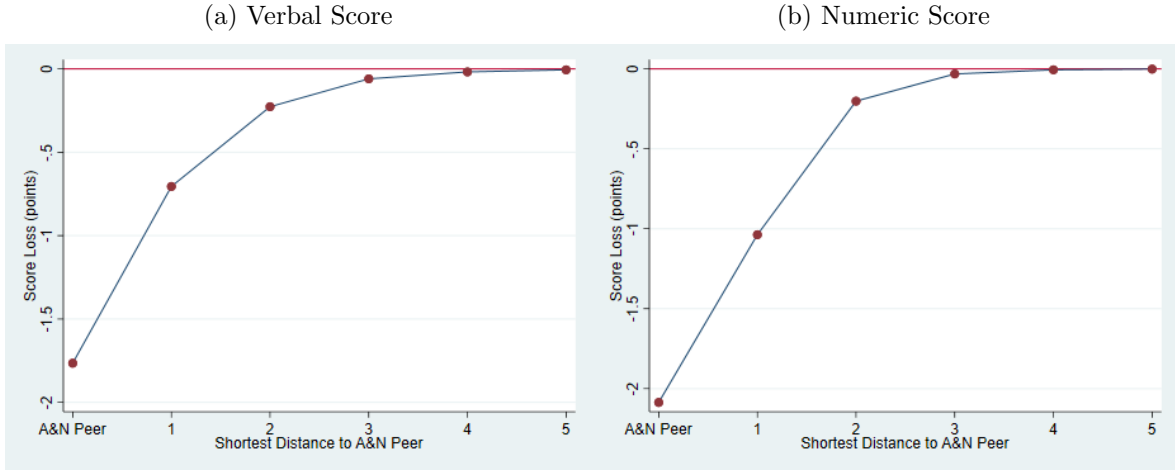 (a) Verbal Score
0
-.5
-1
-1.5
-2
Score Loss (points)
A&N Peer 1 2 3 4 5
Shortest Distance to A&N Peer
(b) Numeric Score
0
-.5
-1
-1.5
-2
Score Loss (points)
A&N Peer 1 2 3 4 5
Shortest Distance to A&N Peer